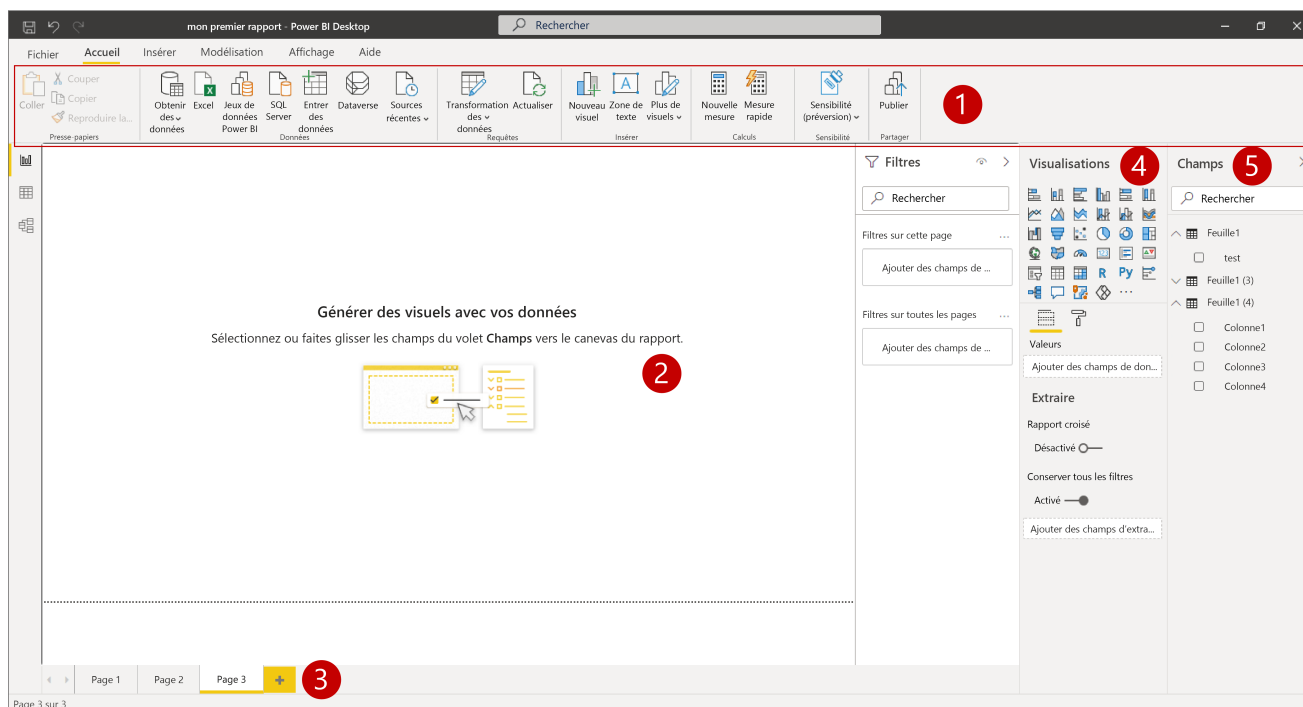 mon premier rapport - Power BI Desktop
Rechercher
Fichier Accueil Insérer Modélisation Affichage Aide
Coller
Couper
Copier
Reproduire la...
Presse-papiers
Obtenir des données
Excel
Jeux de données Power BI
SQL Server
Entrer des données
Dataverse
Sources récentes
Données
Transformation des données
Actualiser
Requêtes
Nouveau visuel
Zone de texte
Plus de visuels
Insérer
Nouvelle mesure
Mesure rapide
Calculs
Sensibilité (préversion)
Sensibilité
Publier
Partager
1
Générer des visuels avec vos données
Sélectionnez ou faites glisser les champs du volet Champs vers le canevas du rapport.
2
Filtres
Rechercher
Filtres sur cette page ...
Ajouter des champs de ...
Filtres sur toutes les pages ...
Ajouter des champs de ...
Visualisations
4
R Py
...
Valeurs
Ajouter des champs de don...
Extraire
Rapport croisé
Désactivé
Conserver tous les filtres
Activé
Ajouter des champs d'extra...
Champs
5
Rechercher
Feuille1
test
Feuille1 (3)
Feuille1 (4)
Colonne1
Colonne2
Colonne3
Colonne4
Page 1 Page 2 Page 3 +
3
Page 3 sur 3